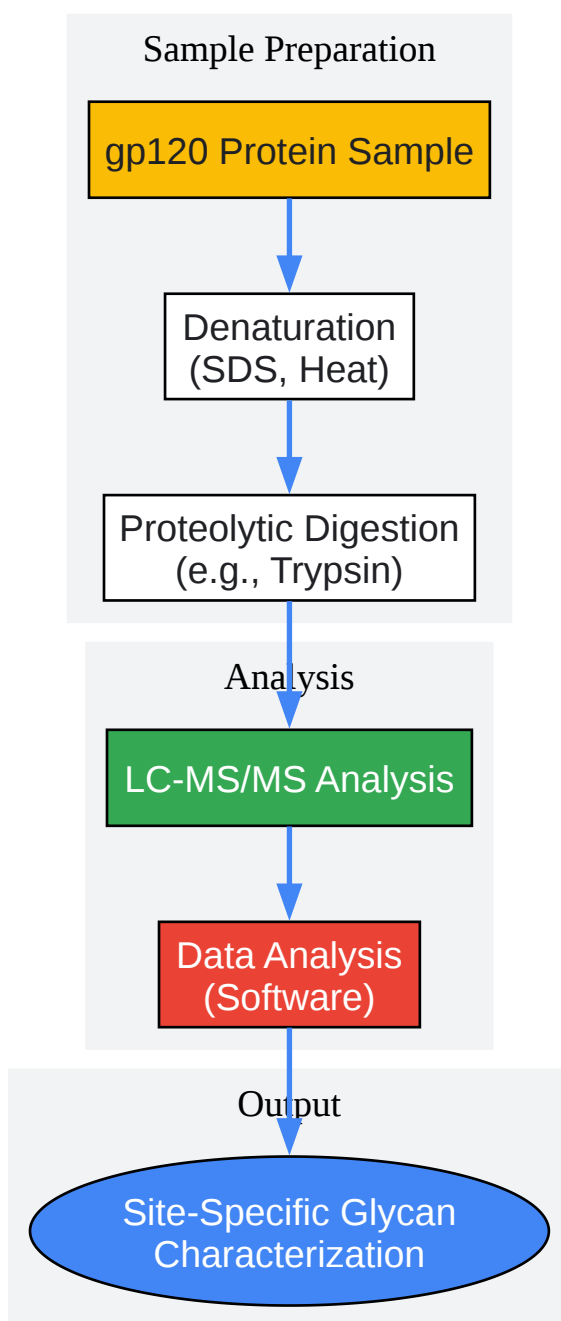 Sample Preparation
gp120 Protein Sample
Denaturation
(SDS, Heat)
Proteolytic Digestion
(e.g., Trypsin)
Analysis
LC-MS/MS Analysis
Data Analysis
(Software)
Output
Site-Specific Glycan
Characterization